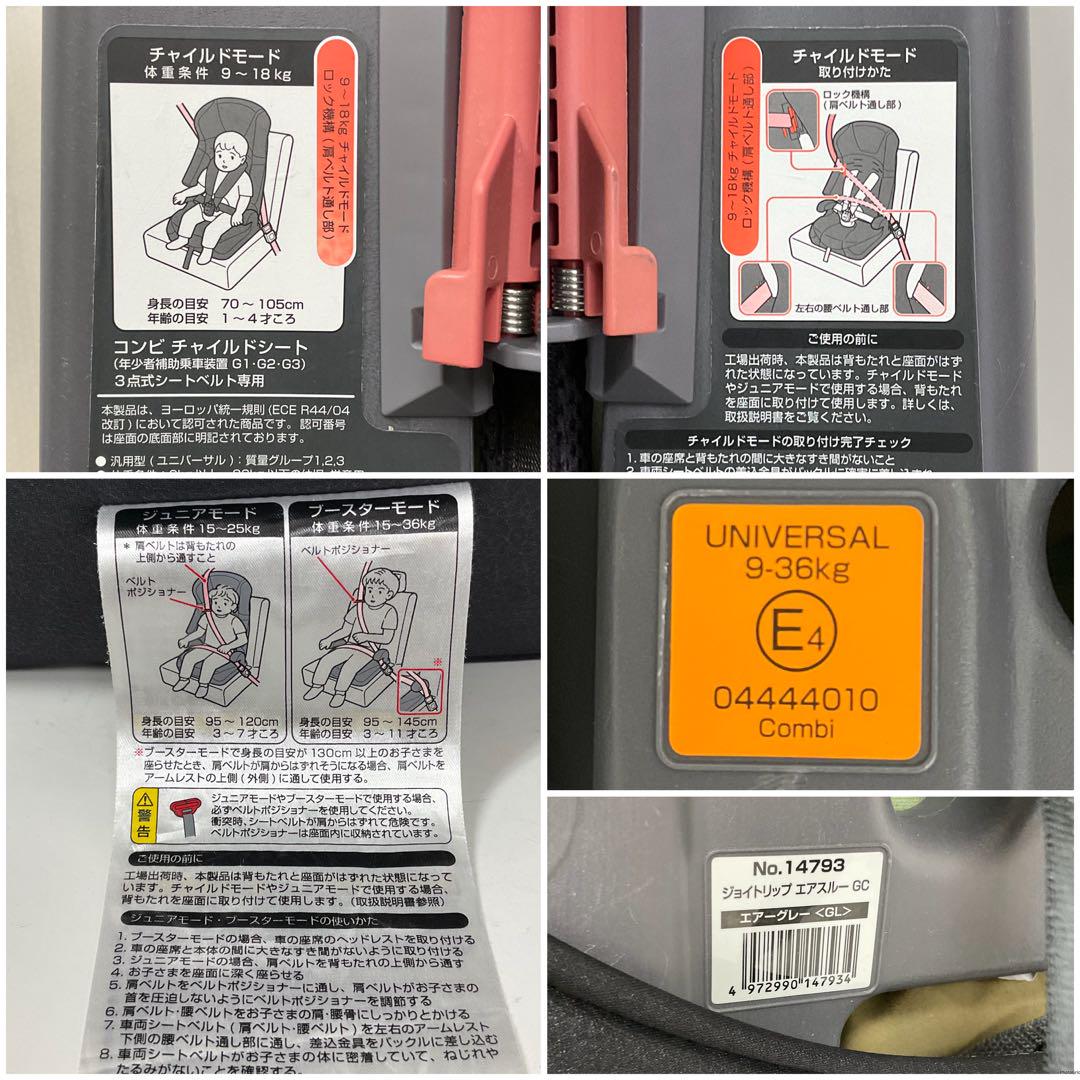 チャイルドモード
体重条件 9～18kg
9～18kg チャイルドモード
ロック機構(肩ベルト通し部)
身長の目安 70～105cm
年齢の目安 1～4才ころ
コンビ チャイルドシート
(年少者補助乗車装置 G1・G2・G3)
3点式シートベルト専用
本製品は、ヨーロッパ統一規則(ECE R44/04
改訂)において認可された商品です。認可番号
は座面の底面部に明記されております。
●汎用型(ユニバーサル):質量グループ1,2,3
チャイルドモード
取り付けかた
9～18kg チャイルドモード
ロック機構(肩ベルト通し部)
ロック機構
(肩ベルト通し部)
左右の腰ベルト通し部
ご使用の前に
工場出荷時、本製品は背もたれと座面がはず
れた状態になっています。チャイルドモード
やジュニアモードで使用する場合、背もたれ
を座面に取り付けて使用します。詳しくは、
取扱説明書をご覧ください。
チャイルドモードの取り付け完了チェック
1. 車の座席と背もたれの間に大きなすき間がないこと
2. 車両シートベルトの差込金具がバックルに確実に差し込まれ
ジュニアモード
体重条件15～25kg
*肩ベルトは背もたれの
上側から通すこと
ベルト
ポジショナー
身長の目安 95～120cm
年齢の目安 3～7才ころ
ブースターモード
体重条件15～36kg
ベルトポジショナー
※
身長の目安 95～145cm
年齢の目安 3～11才ころ
※ブースターモードで身長の目安が130cm以上のお子さまを
座らせたとき、肩ベルトが肩からはずれそうになる場合、肩ベルトを
アームレストの上側(外側)に通して使用する。
警告
ジュニアモードやブースターモードで使用する場合、
必ずベルトポジショナーを使用してください。
衝突時、シートベルトが肩からはずれて危険です。
ベルトポジショナーは座面内に収納されています。
ご使用の前に
工場出荷時、本製品は背もたれと座面がはずれた状態になって
います。チャイルドモードやジュニアモードで使用する場合、
背もたれを座面に取り付けて使用します。(取扱説明書参照)
ジュニアモード・ブースターモードの使いかた
1. ブースターモードの場合、車の座席のヘッドレストを取り付ける
2. 車の座席と本体の間に大きなすき間がないように取り付ける
3. ジュニアモードの場合、肩ベルトを背もたれの上側から通す
4. お子さまを座面に深く座らせる
5. 肩ベルトをベルトポジショナーに通し、肩ベルトがお子さまの
首を圧迫しないようにベルトポジショナーを調節する
6. 肩ベルト・腰ベルトをお子さまの肩・腰骨にしっかりとかける
7. 車両シートベルト(肩ベルト・腰ベルト)を左右のアームレスト
下側の腰ベルト通し部に通し、差込金具をバックルに差し込む
8. 車両シートベルトがお子さまの体に密着していて、ねじれや
たるみがないことを確認する。
UNIVERSAL
9-36kg
E4
04444010
Combi
No.14793
ジョイトリップ エアスルー GC
エアーグレー <GL>
4 972990 147934